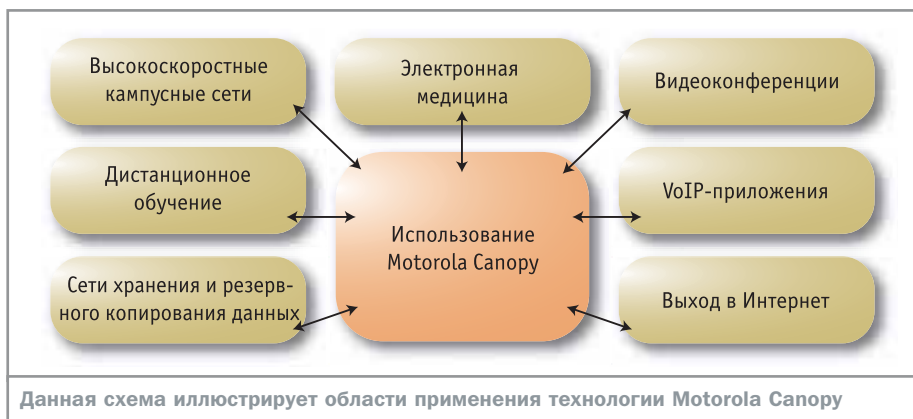 Высокоскоростные
кампусные сети
Электронная
медицина
Видеоконференции
Дистанционное
обучение
Использование
Motorola Canopy
VoIP-приложения
Сети хранения и резерв-
ного копирования данных
Выход в Интернет
Данная схема иллюстрирует области применения технологии Motorola Canopy